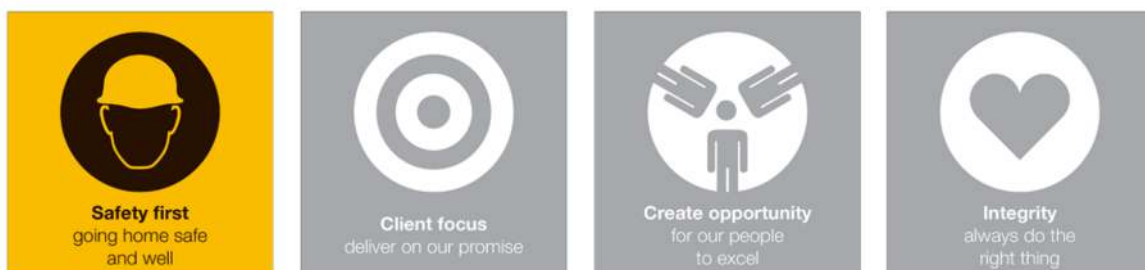 Safety first
going home safe
and well
Client focus
deliver on our promise
Create opportunity
for our people
to excel
Integrity
always do the
right thing